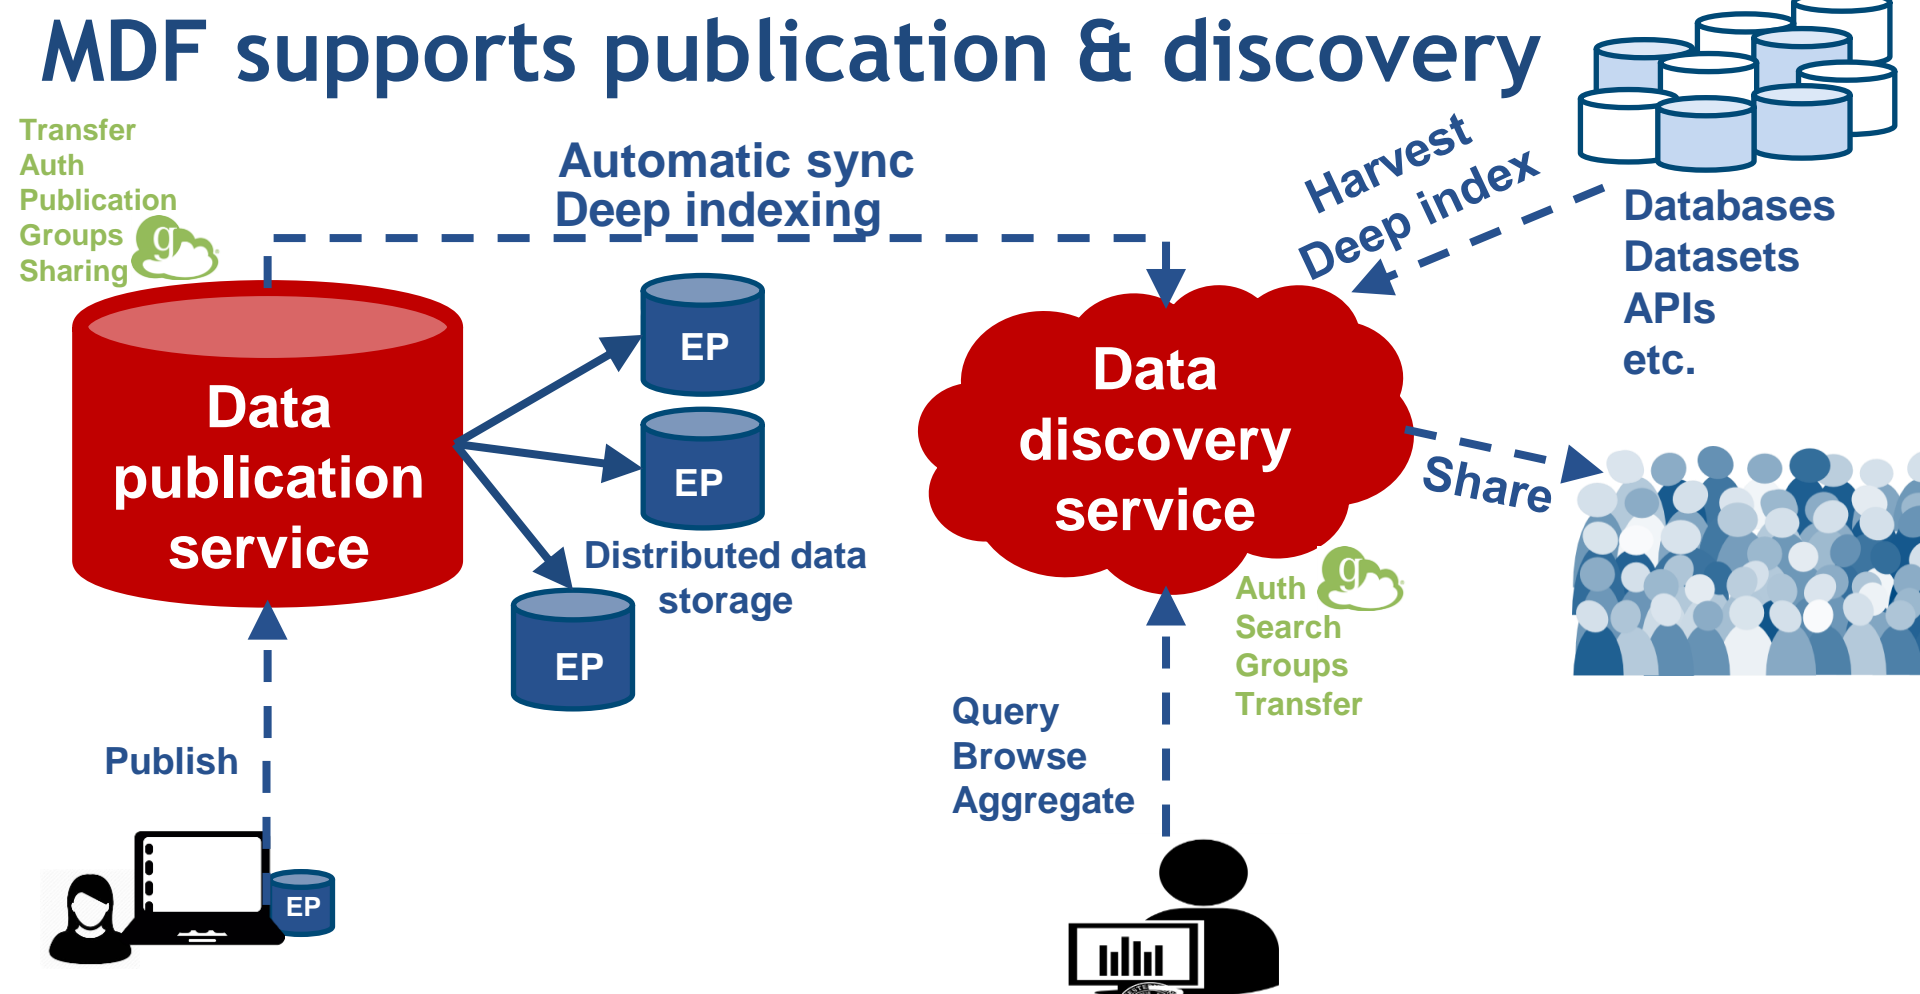 MDF supports publication & discovery
Transfer
Auth
Publication
Groups
Sharing
g
Automatic sync
Deep indexing
Harvest
Deep index
Databases
Datasets
APIs
etc.
Data
publication
service
EP
EP
Distributed data
storage
EP
Data
discovery
service
Share
Auth
Search
Groups
Transfer
g
Query
Browse
Aggregate
Publish
EP